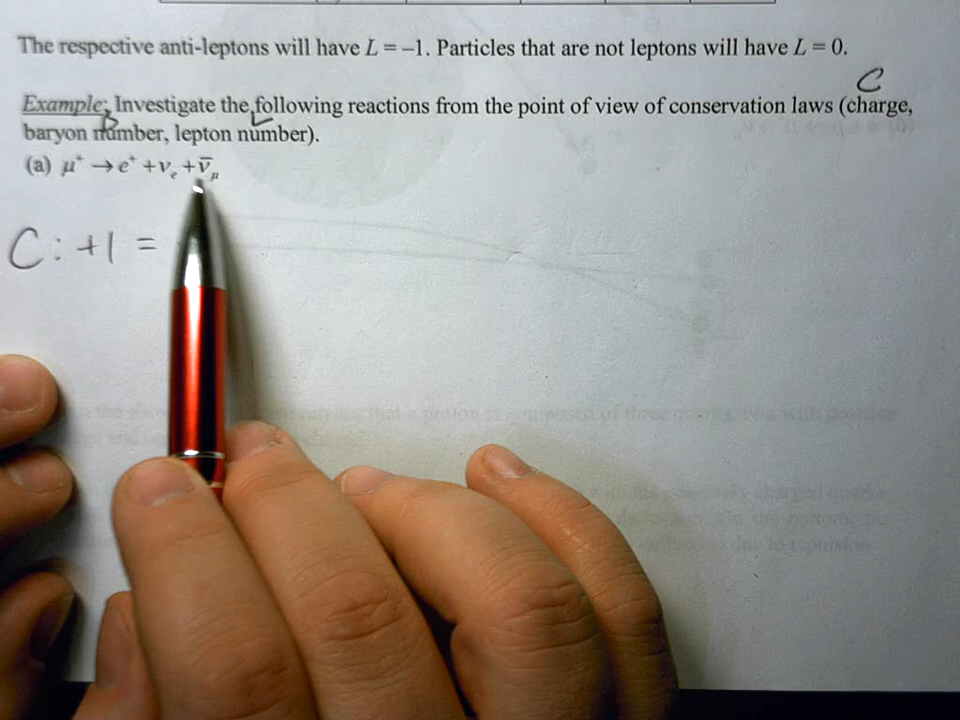 The respective anti-leptons will have L = –1. Particles that are not leptons will have L = 0.
C
Example: Investigate the following reactions from the point of view of conservation laws (charge,
B L
baryon number, lepton number).
(a) μ⁺ → e⁺ + νₑ + ν̄_μ
C: +1 =